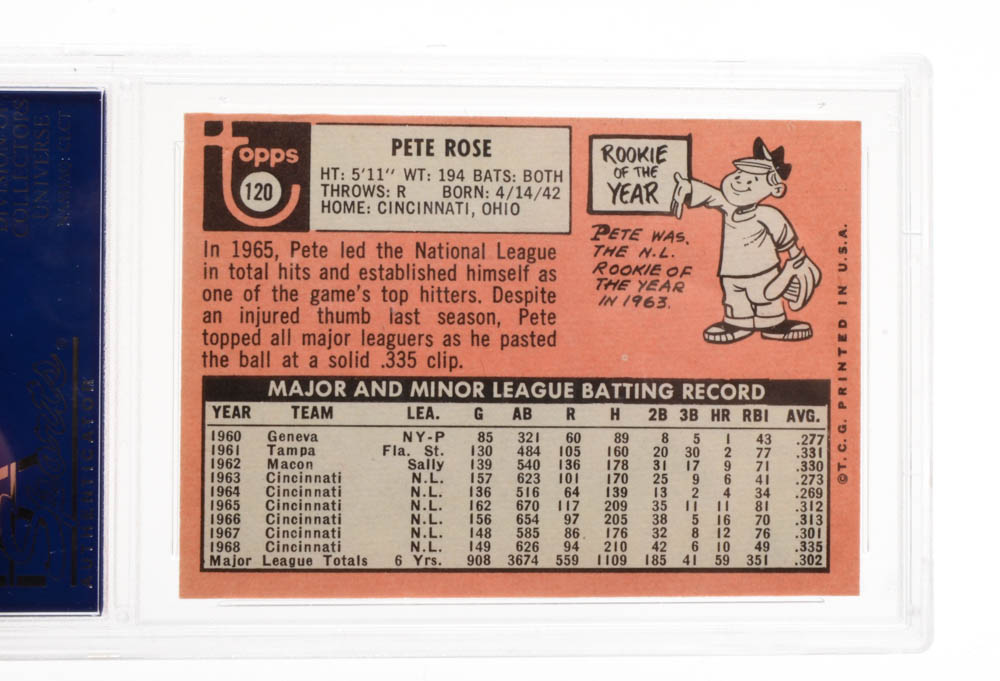 topps
120
PETE ROSE
HT: 5'11" WT: 194 BATS: BOTH
THROWS: R BORN: 4/14/42
HOME: CINCINNATI, OHIO
In 1965, Pete led the National League
in total hits and established himself as
one of the game's top hitters. Despite
an injured thumb last season, Pete
topped all major leaguers as he pasted
the ball at a solid .335 clip.
ROOKIE
OF THE
YEAR
PETE WAS
THE N.L.
ROOKIE OF
THE YEAR
IN 1963.
MAJOR AND MINOR LEAGUE BATTING RECORD
YEAR TEAM LEA. G AB R H 2B 3B HR RBI AVG.
1960 Geneva NY-P 85 321 60 89 8 5 1 43 .277
1961 Tampa Fla. St. 130 484 105 160 20 30 2 77 .331
1962 Macon Sally 139 540 136 178 31 17 9 71 .330
1963 Cincinnati N.L. 157 623 101 170 25 9 6 41 .273
1964 Cincinnati N.L. 136 516 64 139 13 2 4 34 .269
1965 Cincinnati N.L. 162 670 117 209 35 11 11 81 .312
1966 Cincinnati N.L. 156 654 97 205 38 5 16 70 .313
1967 Cincinnati N.L. 148 585 86 176 32 8 12 76 .301
1968 Cincinnati N.L. 149 626 94 210 42 6 10 49 .335
Major League Totals 6 Yrs. 908 3674 559 1109 185 41 59 351 .302
©T.C.G. PRINTED IN U.S.A.
DIVISION OF
COLLECTORS
UNIVERSE